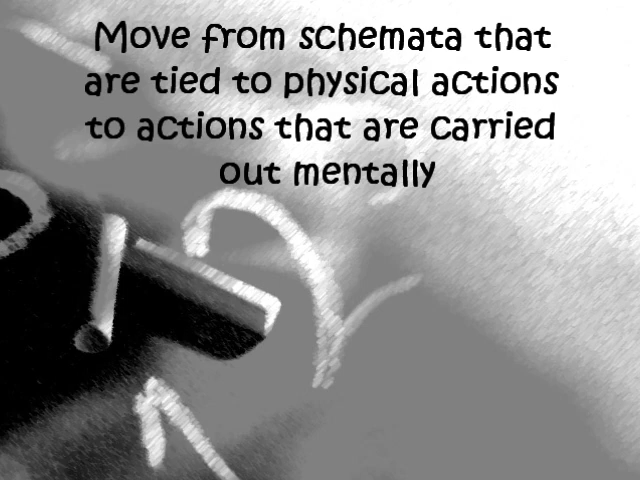 Move from schemata that
are tied to physical actions
to actions that are carried
out mentally